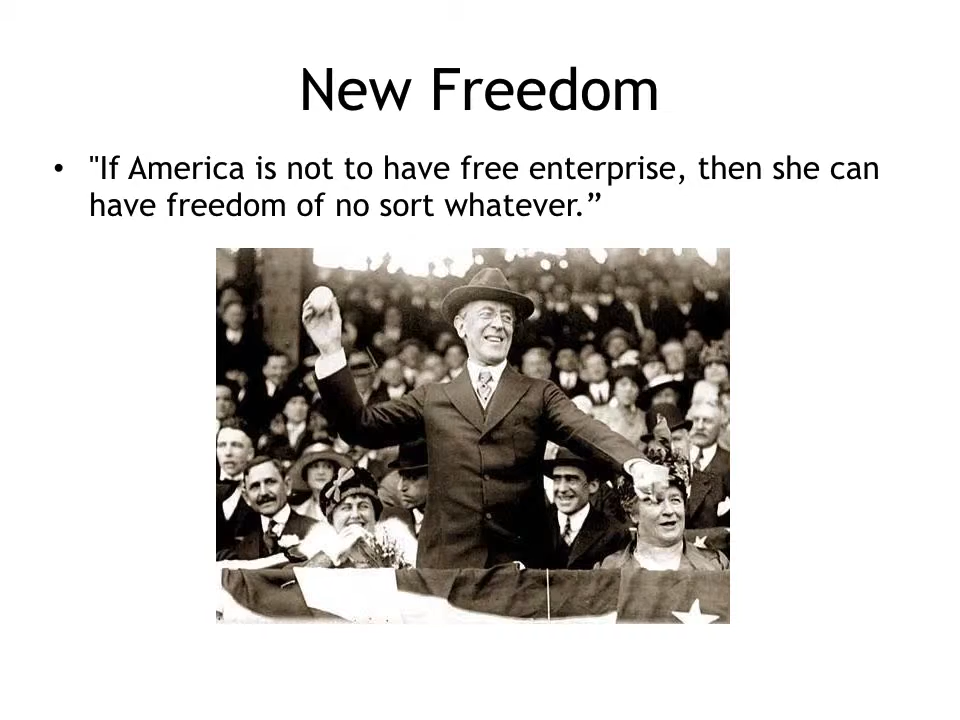 New Freedom
• "If America is not to have free enterprise, then she can
have freedom of no sort whatever.”